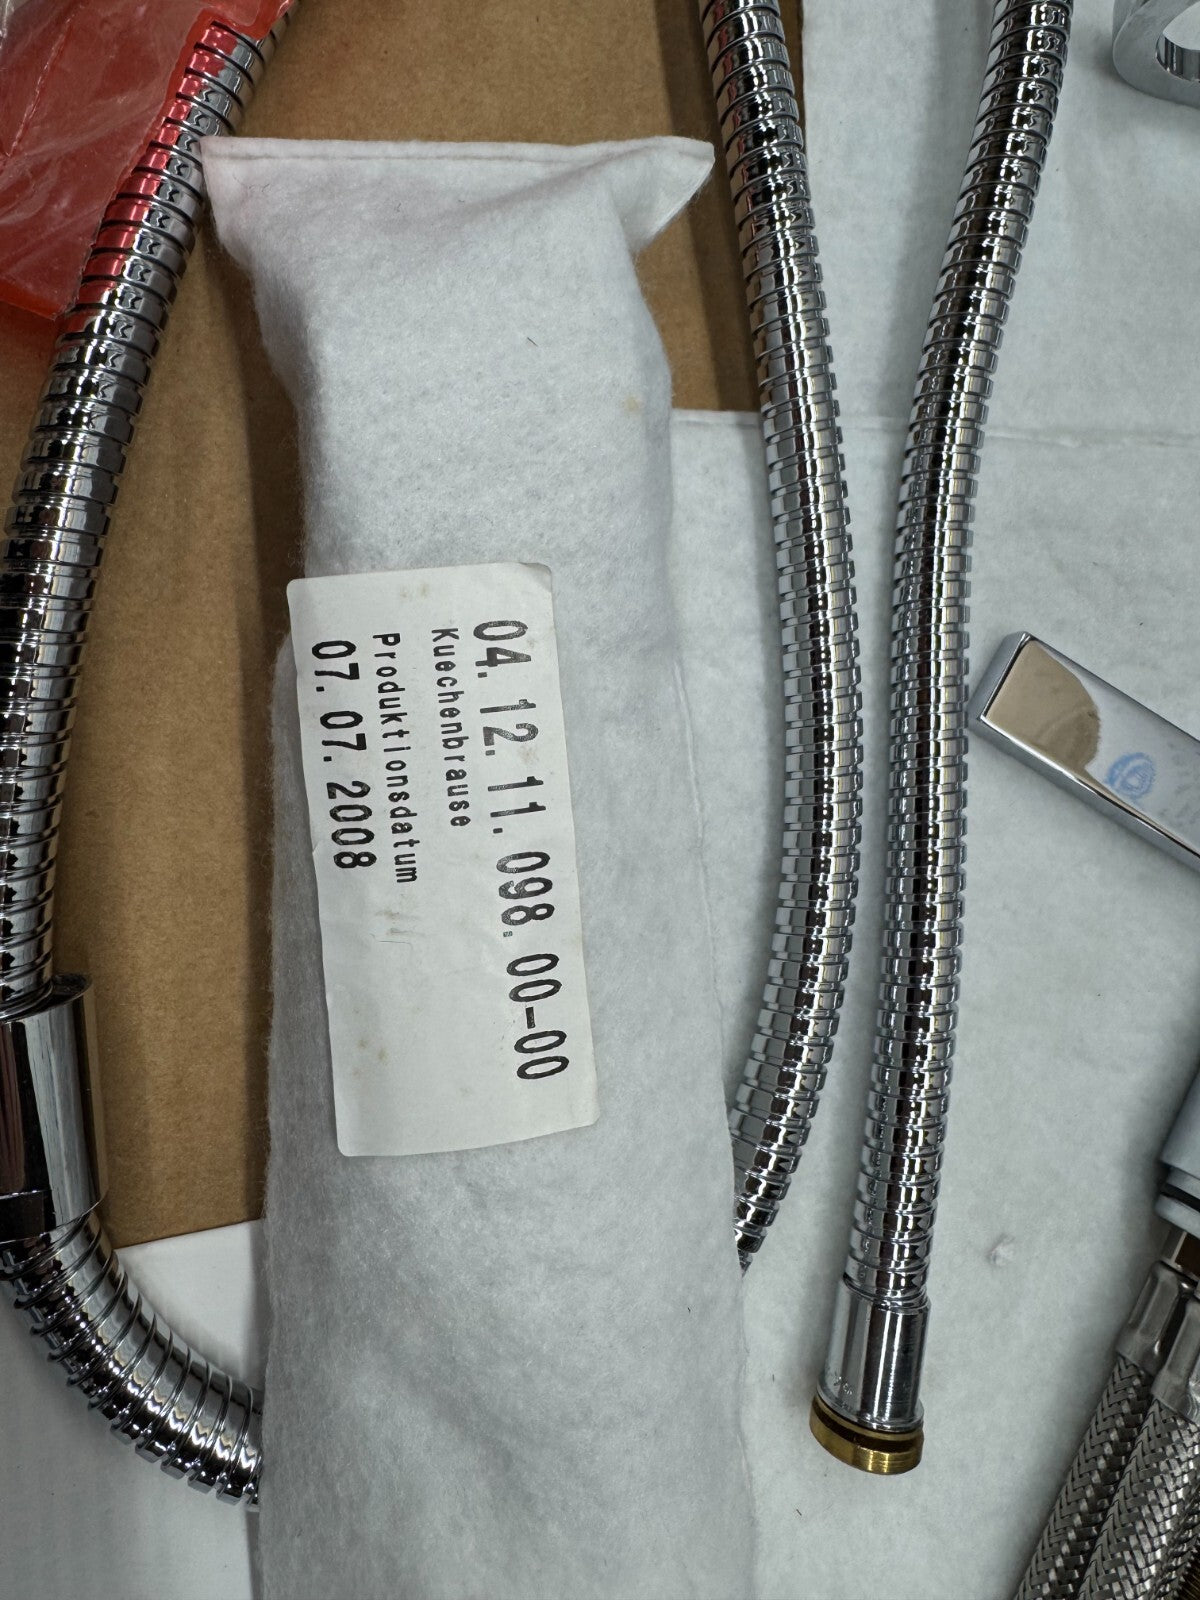 04.12.11.098.00-00
Kuechenbrause
Produktionsdatum
07.07.2008